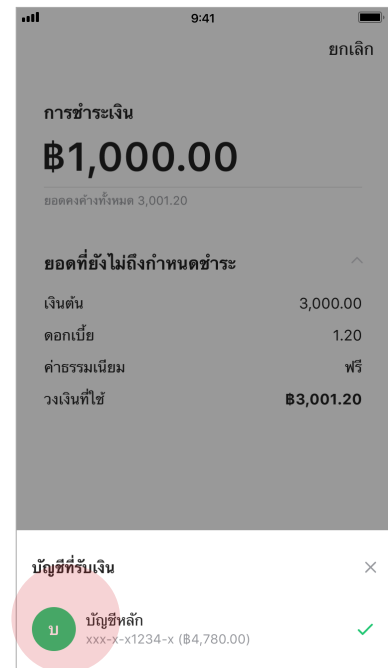 9:41
ยกเลิก
การชำระเงิน
฿1,000.00
ยอดคงค้างทั้งหมด 3,001.20
ยอดที่ยังไม่ถึงกำหนดชำระ
เงินต้น 3,000.00
ดอกเบี้ย 1.20
ค่าธรรมเนียม ฟรี
วงเงินที่ใช้ ฿3,001.20
บัญชีที่รับเงิน
บ บัญชีหลัก
xxx-x-x1234-x (฿4,780.00)